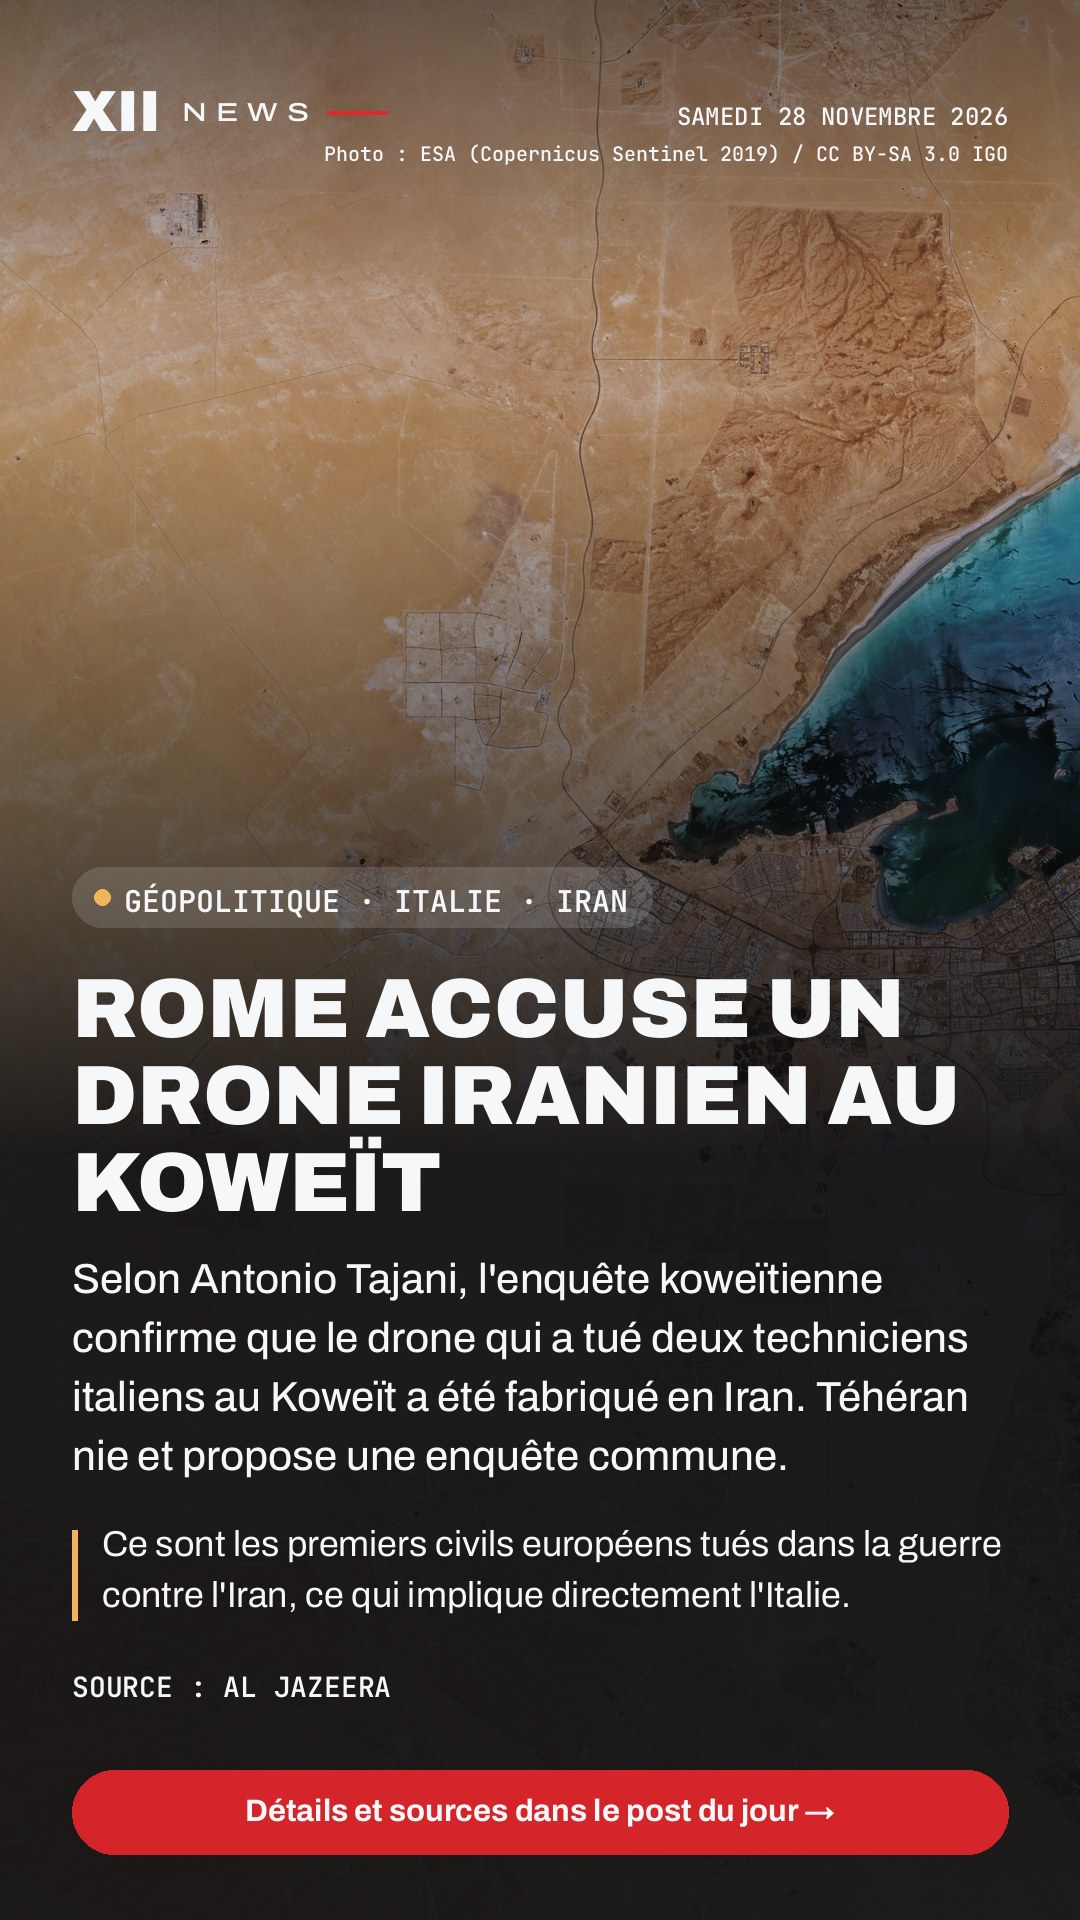 XII NEWS
SAMEDI 28 NOVEMBRE 2026
Photo : ESA (Copernicus Sentinel 2019) / CC BY-SA 3.0 IGO
GÉOPOLITIQUE · ITALIE · IRAN
ROME ACCUSE UN
DRONE IRANIEN AU
KOWEÏT
Selon Antonio Tajani, l'enquête koweïtienne
confirme que le drone qui a tué deux techniciens
italiens au Koweït a été fabriqué en Iran. Téhéran
nie et propose une enquête commune.
Ce sont les premiers civils européens tués dans la guerre
contre l'Iran, ce qui implique directement l'Italie.
SOURCE : AL JAZEERA
Détails et sources dans le post du jour →